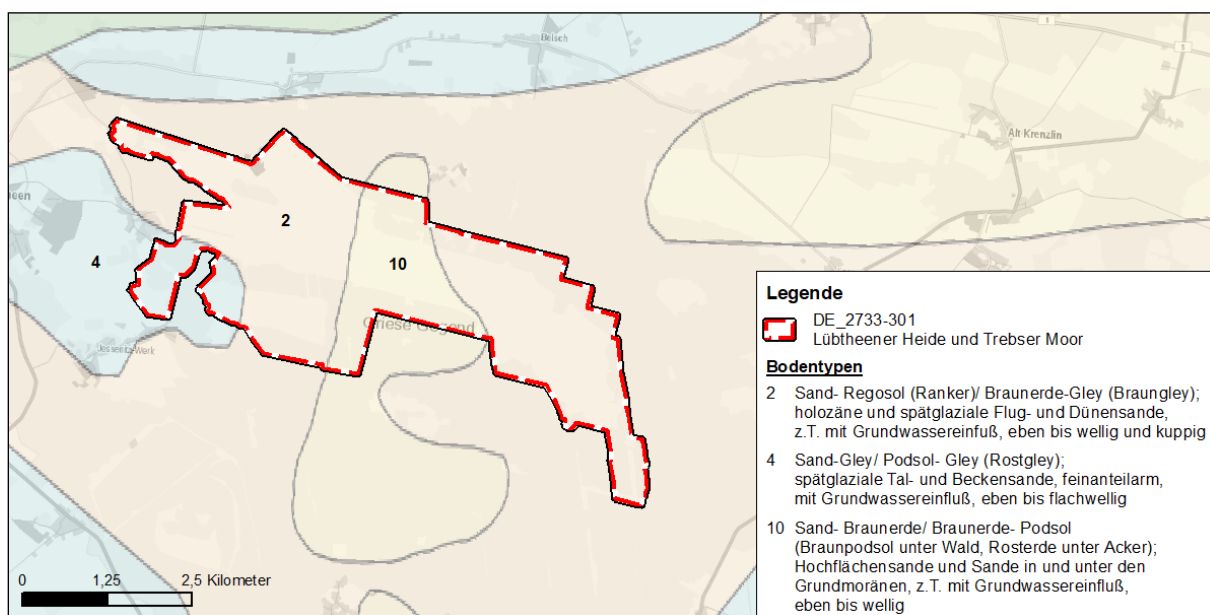 Belsch
5
5
Alt-Krenzlin
een
2
4
10
Griese Gegend
Jessenitz-Werk
0 1,25 2,5 Kilometer
Legende
DE_2733-301
Lübtheener Heide und Trebser Moor
Bodentypen
2 Sand- Regosol (Ranker)/ Braunerde-Gley (Braungley);
holozäne und spätglaziale Flug- und Dünensande,
z.T. mit Grundwassereinfuß, eben bis wellig und kuppig
4 Sand-Gley/ Podsol- Gley (Rostgley);
spätglaziale Tal- und Beckensande, feinanteilarm,
mit Grundwassereinfluß, eben bis flachwellig
10 Sand- Braunerde/ Braunerde- Podsol
(Braunpodsol unter Wald, Rosterde unter Acker);
Hochflächensande und Sande in und unter den
Grundmoränen, z.T. mit Grundwassereinfluß,
eben bis wellig